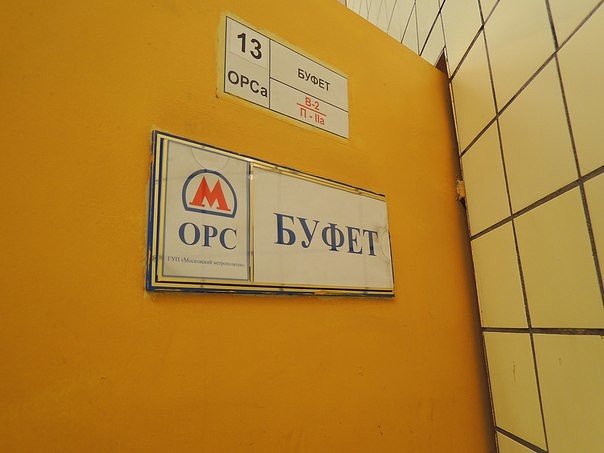 13
ОРСа
БУФЕТ
В-2
П - IIа
М
ОРС
ГУП «Московский метрополитен»
БУФЕТ